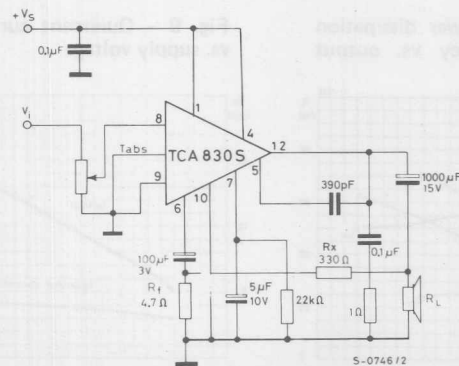 +Vs
0,1µF
Vi
1
4
8
Tabs
TCA 830S
12
9
5
7
6
10
390pF
1000µF
15V
100µF
3V
Rx
330Ω
0,1µF
Rf
4.7Ω
5µF
10V
22kΩ
1Ω
RL
S-0746/2